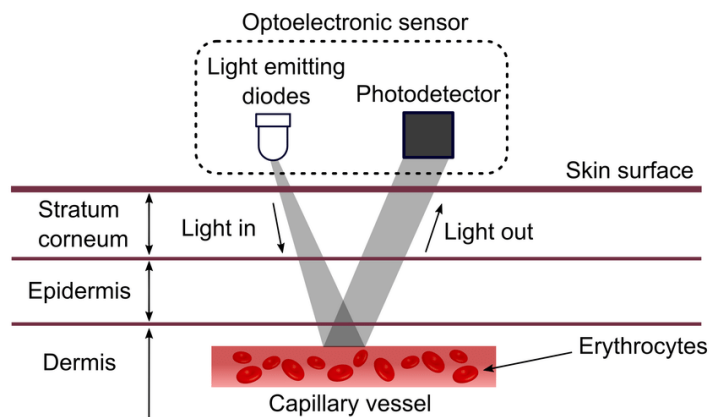 Optoelectronic sensor
Light emitting
diodes
Photodetector
Skin surface
Stratum
corneum
Light in
Light out
Epidermis
Dermis
Erythrocytes
Capillary vessel